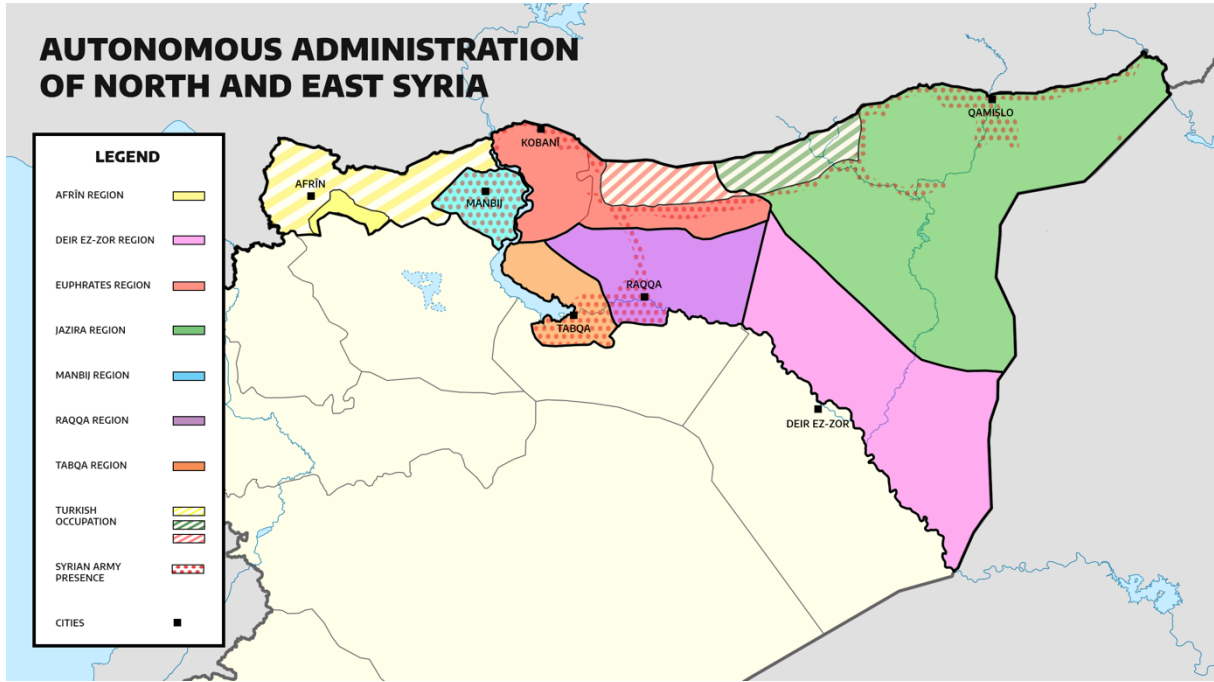 AUTONOMOUS ADMINISTRATION
OF NORTH AND EAST SYRIA
LEGEND
AFRÎN REGION
DEIR EZ-ZOR REGION
EUPHRATES REGION
JAZIRA REGION
MANBIJ REGION
RAQQA REGION
TABQA REGION
TURKISH
OCCUPATION
SYRIAN ARMY
PRESENCE
CITIES
QAMIŞLO
KOBANÎ
AFRÎN
MANBIJ
RAQQA
TABQA
DEIR EZ-ZOR